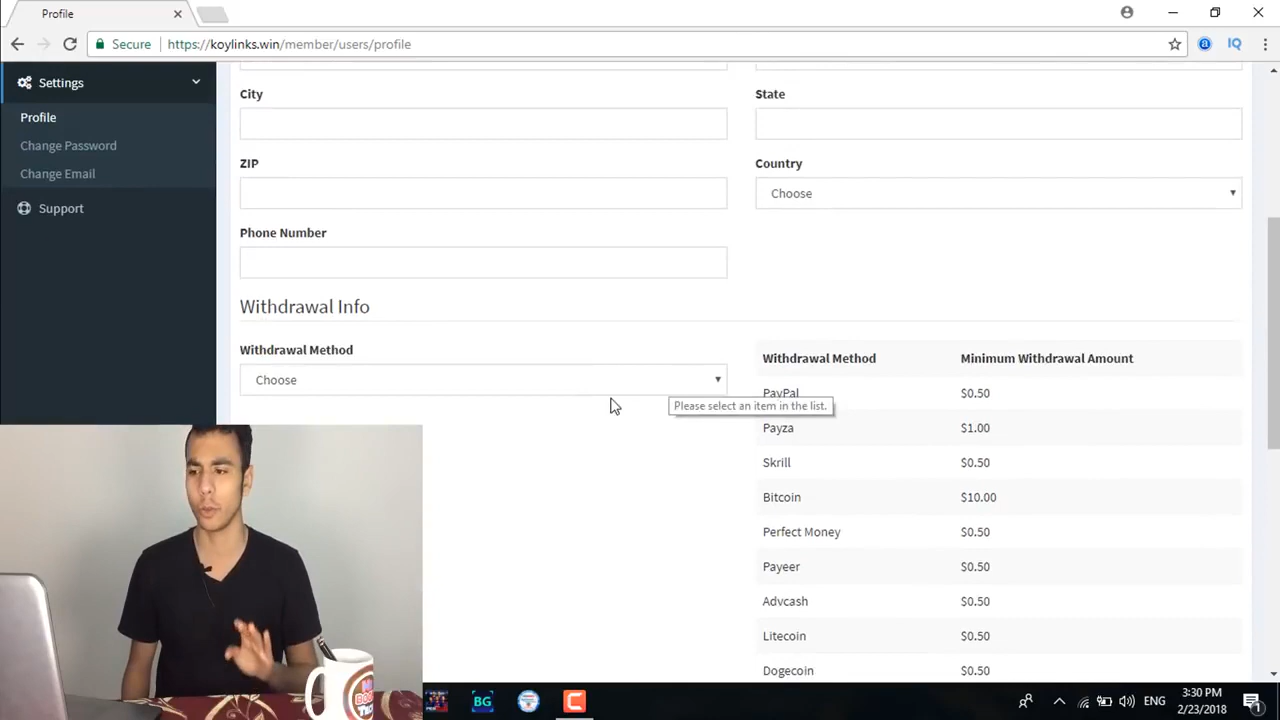 Profile
Secure
https://koylinks.win/member/users/profile
Settings
Profile
Change Password
Change Email
Support
City
State
ZIP
Country
Choose
Phone Number
Withdrawal Info
Withdrawal Method
Choose
Please select an item in the list.
Withdrawal Method Minimum Withdrawal Amount
PayPal $0.50
Payza $1.00
Skrill $0.50
Bitcoin $10.00
Perfect Money $0.50
Payeer $0.50
Advcash $0.50
Litecoin $0.50
Dogecoin $0.50
BG
ENG
3:30 PM
2/23/2018
1